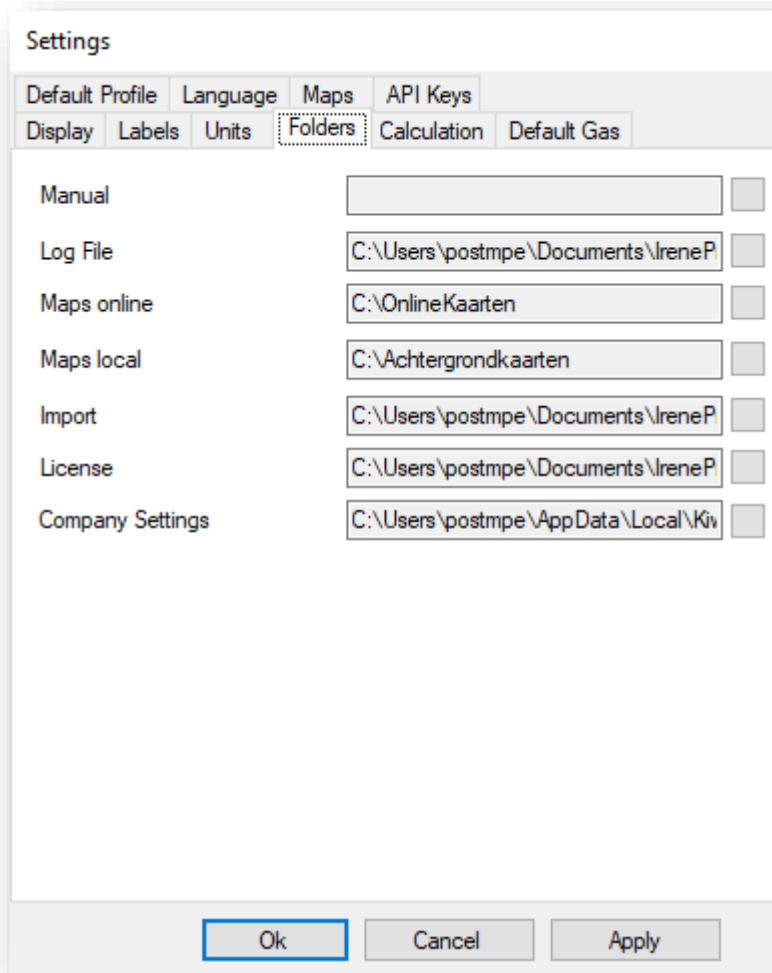 Settings
Default Profile Language Maps API Keys
Display Labels Units Folders Calculation Default Gas
Manual
Log File C:\Users\postmpe\Documents\IreneP
Maps online C:\OnlineKaarten
Maps local C:\Achtergrondkaarten
Import C:\Users\postmpe\Documents\IreneP
License C:\Users\postmpe\Documents\IreneP
Company Settings C:\Users\postmpe\AppData\Local\Kiv
Ok Cancel Apply